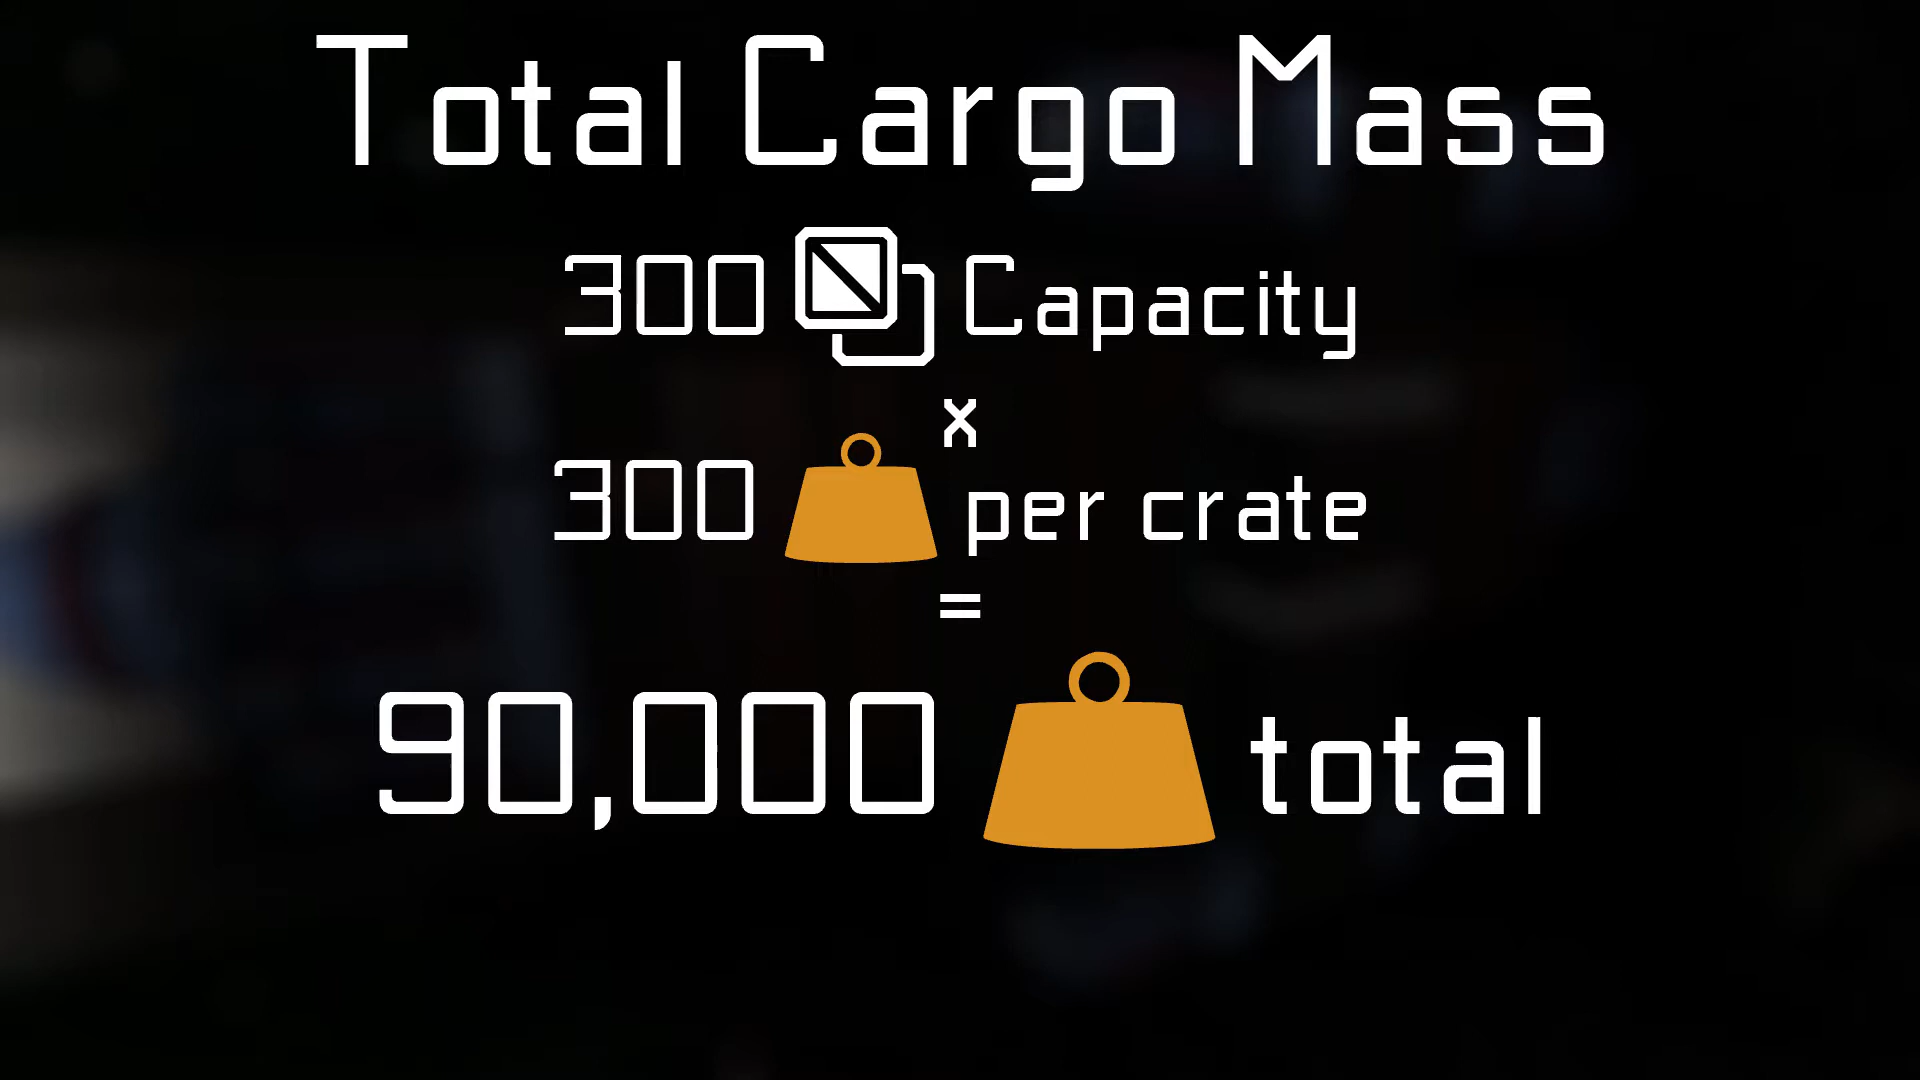 Total Cargo Mass
300 Capacity
x
300 per crate
=
90,000 total